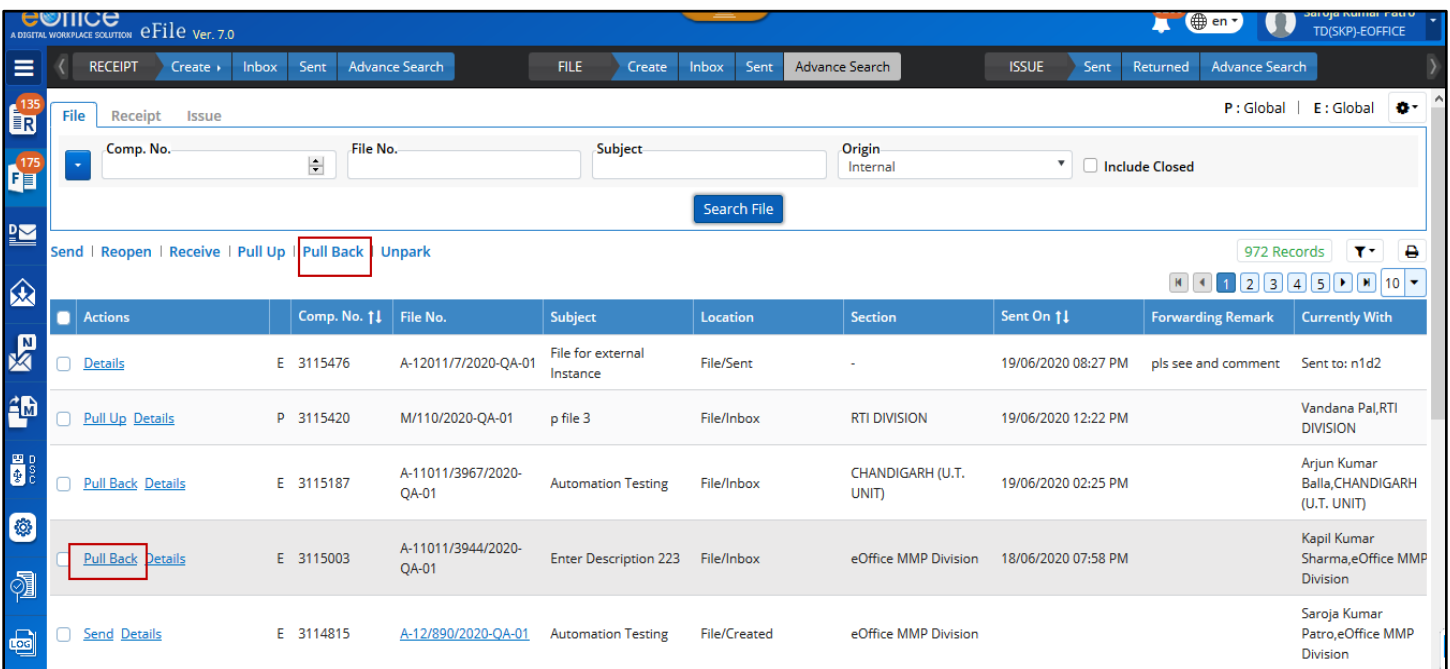 eOffice
A DIGITAL WORKPLACE SOLUTION eFile Ver. 7.0
en
Saroja Kumar Patro
TD(SKP)-EOFFICE
RECEIPT Create Inbox Sent Advance Search FILE Create Inbox Sent Advance Search ISSUE Sent Returned Advance Search
135
R
175
F
D
N
M
DSC
LOG
File Receipt Issue P : Global | E : Global
Comp. No. File No. Subject Origin
Internal Include Closed
Search File
Send | Reopen | Receive | Pull Up | Pull Back | Unpark 972 Records
1 2 3 4 5 10
Actions Comp. No. File No. Subject Location Section Sent On Forwarding Remark Currently With
Details E 3115476 A-12011/7/2020-QA-01 File for external Instance File/Sent - 19/06/2020 08:27 PM pls see and comment Sent to: n1d2
Pull Up Details P 3115420 M/110/2020-QA-01 p file 3 File/Inbox RTI DIVISION 19/06/2020 12:22 PM Vandana Pal,RTI DIVISION
Pull Back Details E 3115187 A-11011/3967/2020-QA-01 Automation Testing File/Inbox CHANDIGARH (U.T. UNIT) 19/06/2020 02:25 PM Arjun Kumar Balla,CHANDIGARH (U.T. UNIT)
Pull Back Details E 3115003 A-11011/3944/2020-QA-01 Enter Description 223 File/Inbox eOffice MMP Division 18/06/2020 07:58 PM Kapil Kumar Sharma,eOffice MMP Division
Send Details E 3114815 A-12/890/2020-QA-01 Automation Testing File/Created eOffice MMP Division Saroja Kumar Patro,eOffice MMP Division